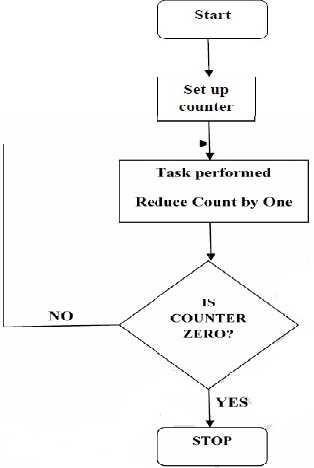 Start
Set up
counter
Task performed
Reduce Count by One
IS
COUNTER
ZERO?
NO
YES
STOP